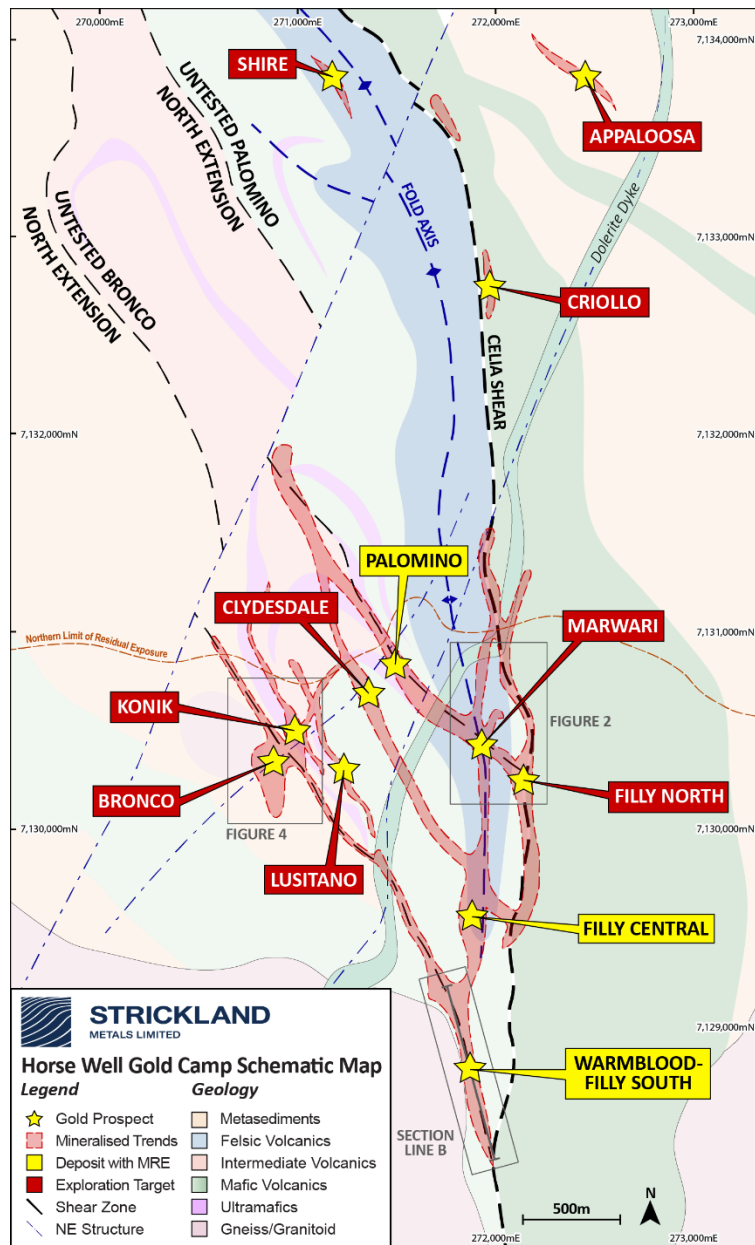 270,000mE
271,000mE
272,000mE
273,000mE
7,134,000mN
SHIRE
UNTESTED PALOMINO
NORTH EXTENSION
APPALOOSA
UNTESTED BRONCO
NORTH EXTENSION
FOLD AXIS
Dolerite Dyke
7,133,000mN
7,133,000mN
CRIOLLO
CELIA SHEAR
7,132,000mN
7,132,000mN
PALOMINO
CLYDESDALE
MARWARI
Northern Limit of Residual Exposure
7,131,000mN
7,131,000mN
KONIK
FIGURE 2
BRONCO
FILLY NORTH
FIGURE 4
7,130,000mN
7,130,000mN
LUSITANO
FILLY CENTRAL
STRICKLAND
METALS LIMITED
7,129,000mN
Horse Well Gold Camp Schematic Map
WARMBLOOD-
FILLY SOUTH
Legend
Geology
Gold Prospect
Metasediments
Mineralised Trends
Felsic Volcanics
Deposit with MRE
Intermediate Volcanics
Exploration Target
Mafic Volcanics
Shear Zone
Ultramafics
NE Structure
Gneiss/Granitoid
SECTION
LINE B
500m
N
272,000mE
273,000mE